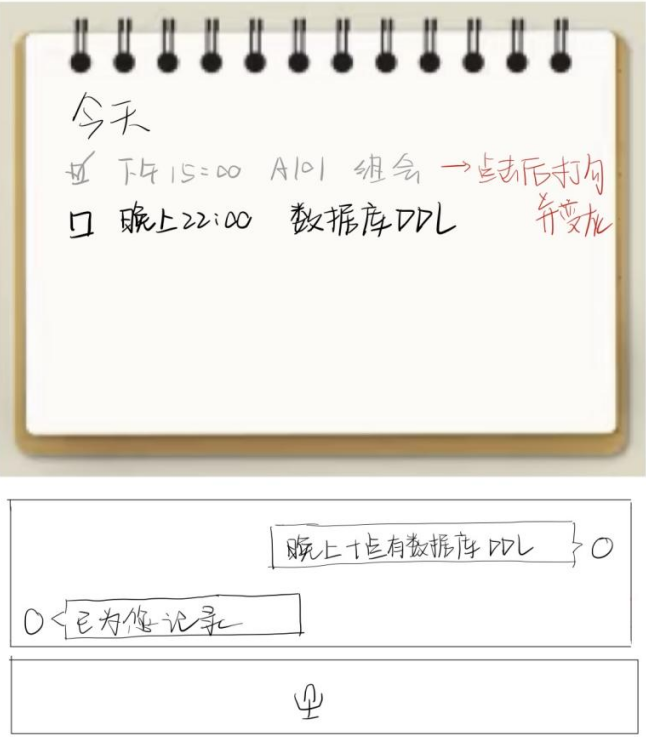 今天
下午15:00 A101 组会 →点击后打勾
并变灰
晚上22:00 数据库DDL
晚上十点有数据库DDL
已为您记录